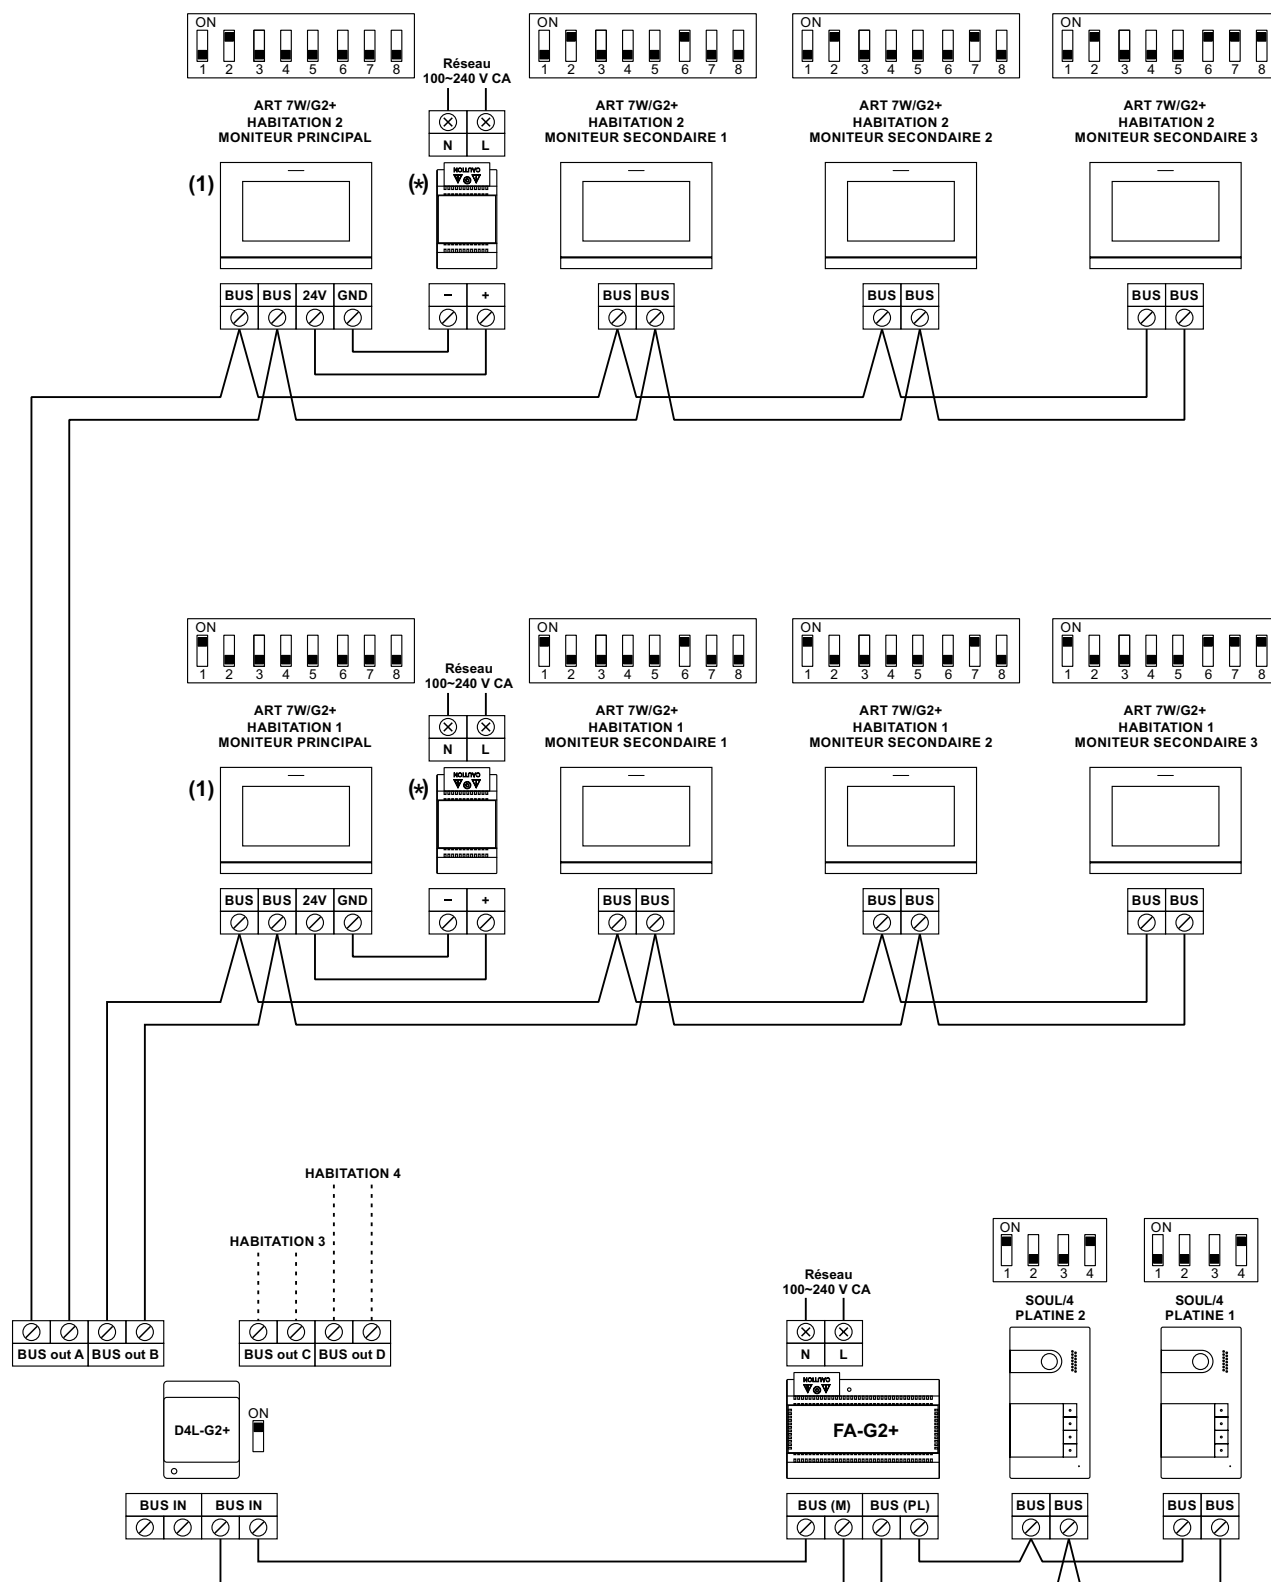 ON ON ON ON
1 2 3 4 5 6 7 8 1 2 3 4 5 6 7 8 1 2 3 4 5 6 7 8 1 2 3 4 5 6 7 8
Réseau
100~240 V CA
ART 7W/G2+
HABITATION 2
MONITEUR PRINCIPAL
N L
ART 7W/G2+
HABITATION 2
MONITEUR SECONDAIRE 1
ART 7W/G2+
HABITATION 2
MONITEUR SECONDAIRE 2
ART 7W/G2+
HABITATION 2
MONITEUR SECONDAIRE 3
(1) (*)
CAUTION
BUS BUS 24V GND – + BUS BUS BUS BUS BUS BUS
ON ON ON ON
1 2 3 4 5 6 7 8 1 2 3 4 5 6 7 8 1 2 3 4 5 6 7 8 1 2 3 4 5 6 7 8
Réseau
100~240 V CA
ART 7W/G2+
HABITATION 1
MONITEUR PRINCIPAL
N L
ART 7W/G2+
HABITATION 1
MONITEUR SECONDAIRE 1
ART 7W/G2+
HABITATION 1
MONITEUR SECONDAIRE 2
ART 7W/G2+
HABITATION 1
MONITEUR SECONDAIRE 3
(1) (*)
CAUTION
BUS BUS 24V GND – + BUS BUS BUS BUS BUS BUS
HABITATION 4
HABITATION 3
ON ON
1 2 3 4 1 2 3 4
Réseau
100~240 V CA
SOUL/4
PLATINE 2
SOUL/4
PLATINE 1
BUS out A BUS out B BUS out C BUS out D
N L
CAUTION
D4L-G2+
ON
FA-G2+
BUS IN BUS IN BUS (M) BUS (PL) BUS BUS BUS BUS